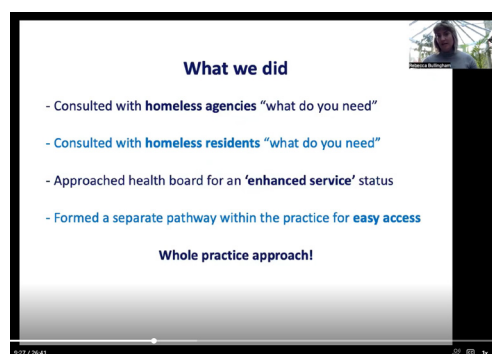 Rebecca Bullingham
What we did
- Consulted with homeless agencies “what do you need”
- Consulted with homeless residents “what do you need”
- Approached health board for an ‘enhanced service’ status
- Formed a separate pathway within the practice for easy access
Whole practice approach!
9:27 / 26:41
1x